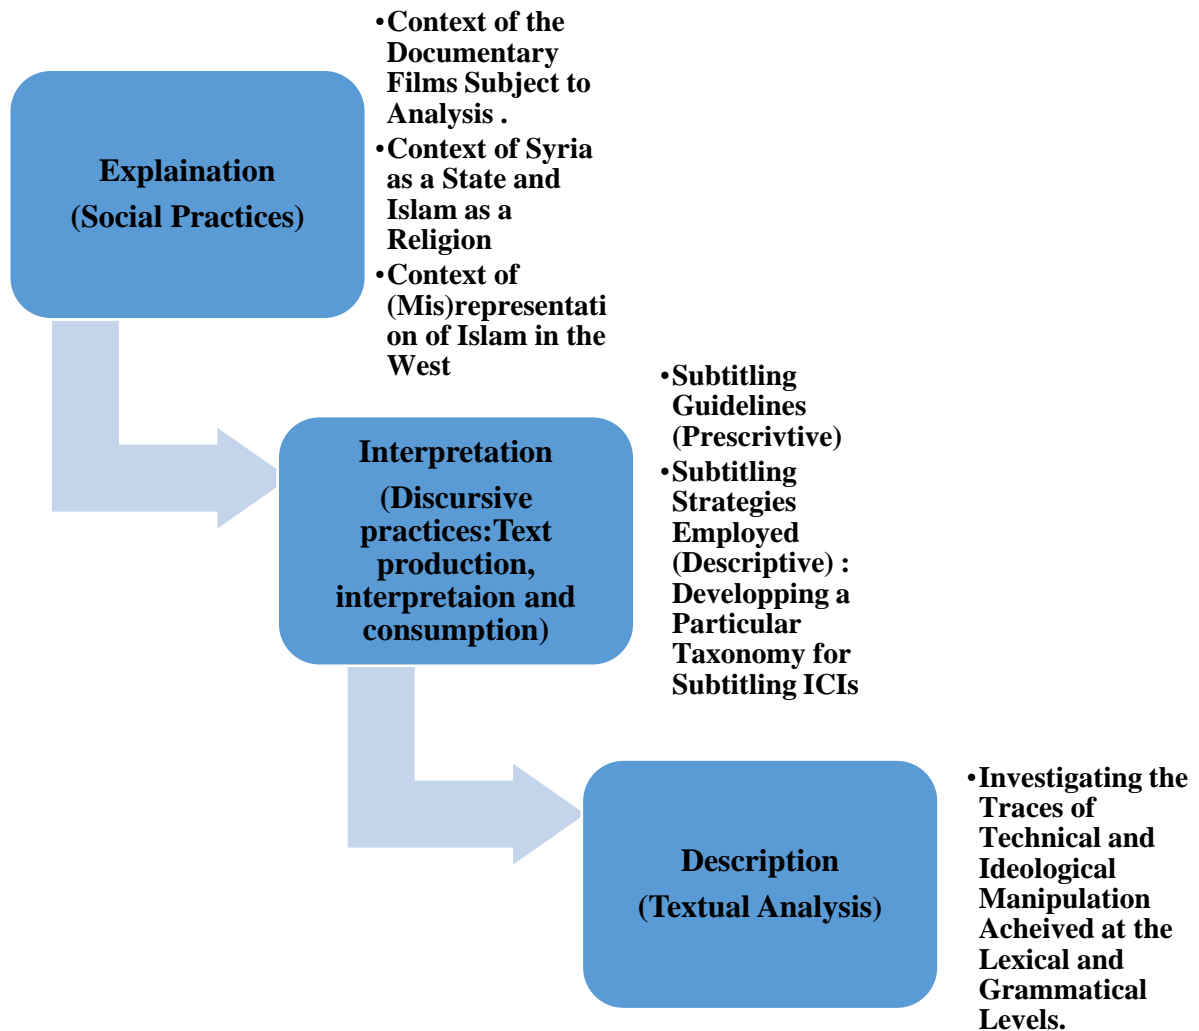 •Context of the
Documentary
Films Subject to
Analysis .
•Context of Syria
as a State and
Islam as a
Religion
•Context of
(Mis)representati
on of Islam in the
West
Explaination
(Social Practices)
•Subtitling
Guidelines
(Prescrivtive)
•Subtitling
Strategies
Employed
(Descriptive) :
Developping a
Particular
Taxonomy for
Subtitling ICIs
Interpretation
(Discursive
practices:Text
production,
interpretaion and
consumption)
•Investigating the
Traces of
Technical and
Ideological
Manipulation
Acheived at the
Lexical and
Grammatical
Levels.
Description
(Textual Analysis)